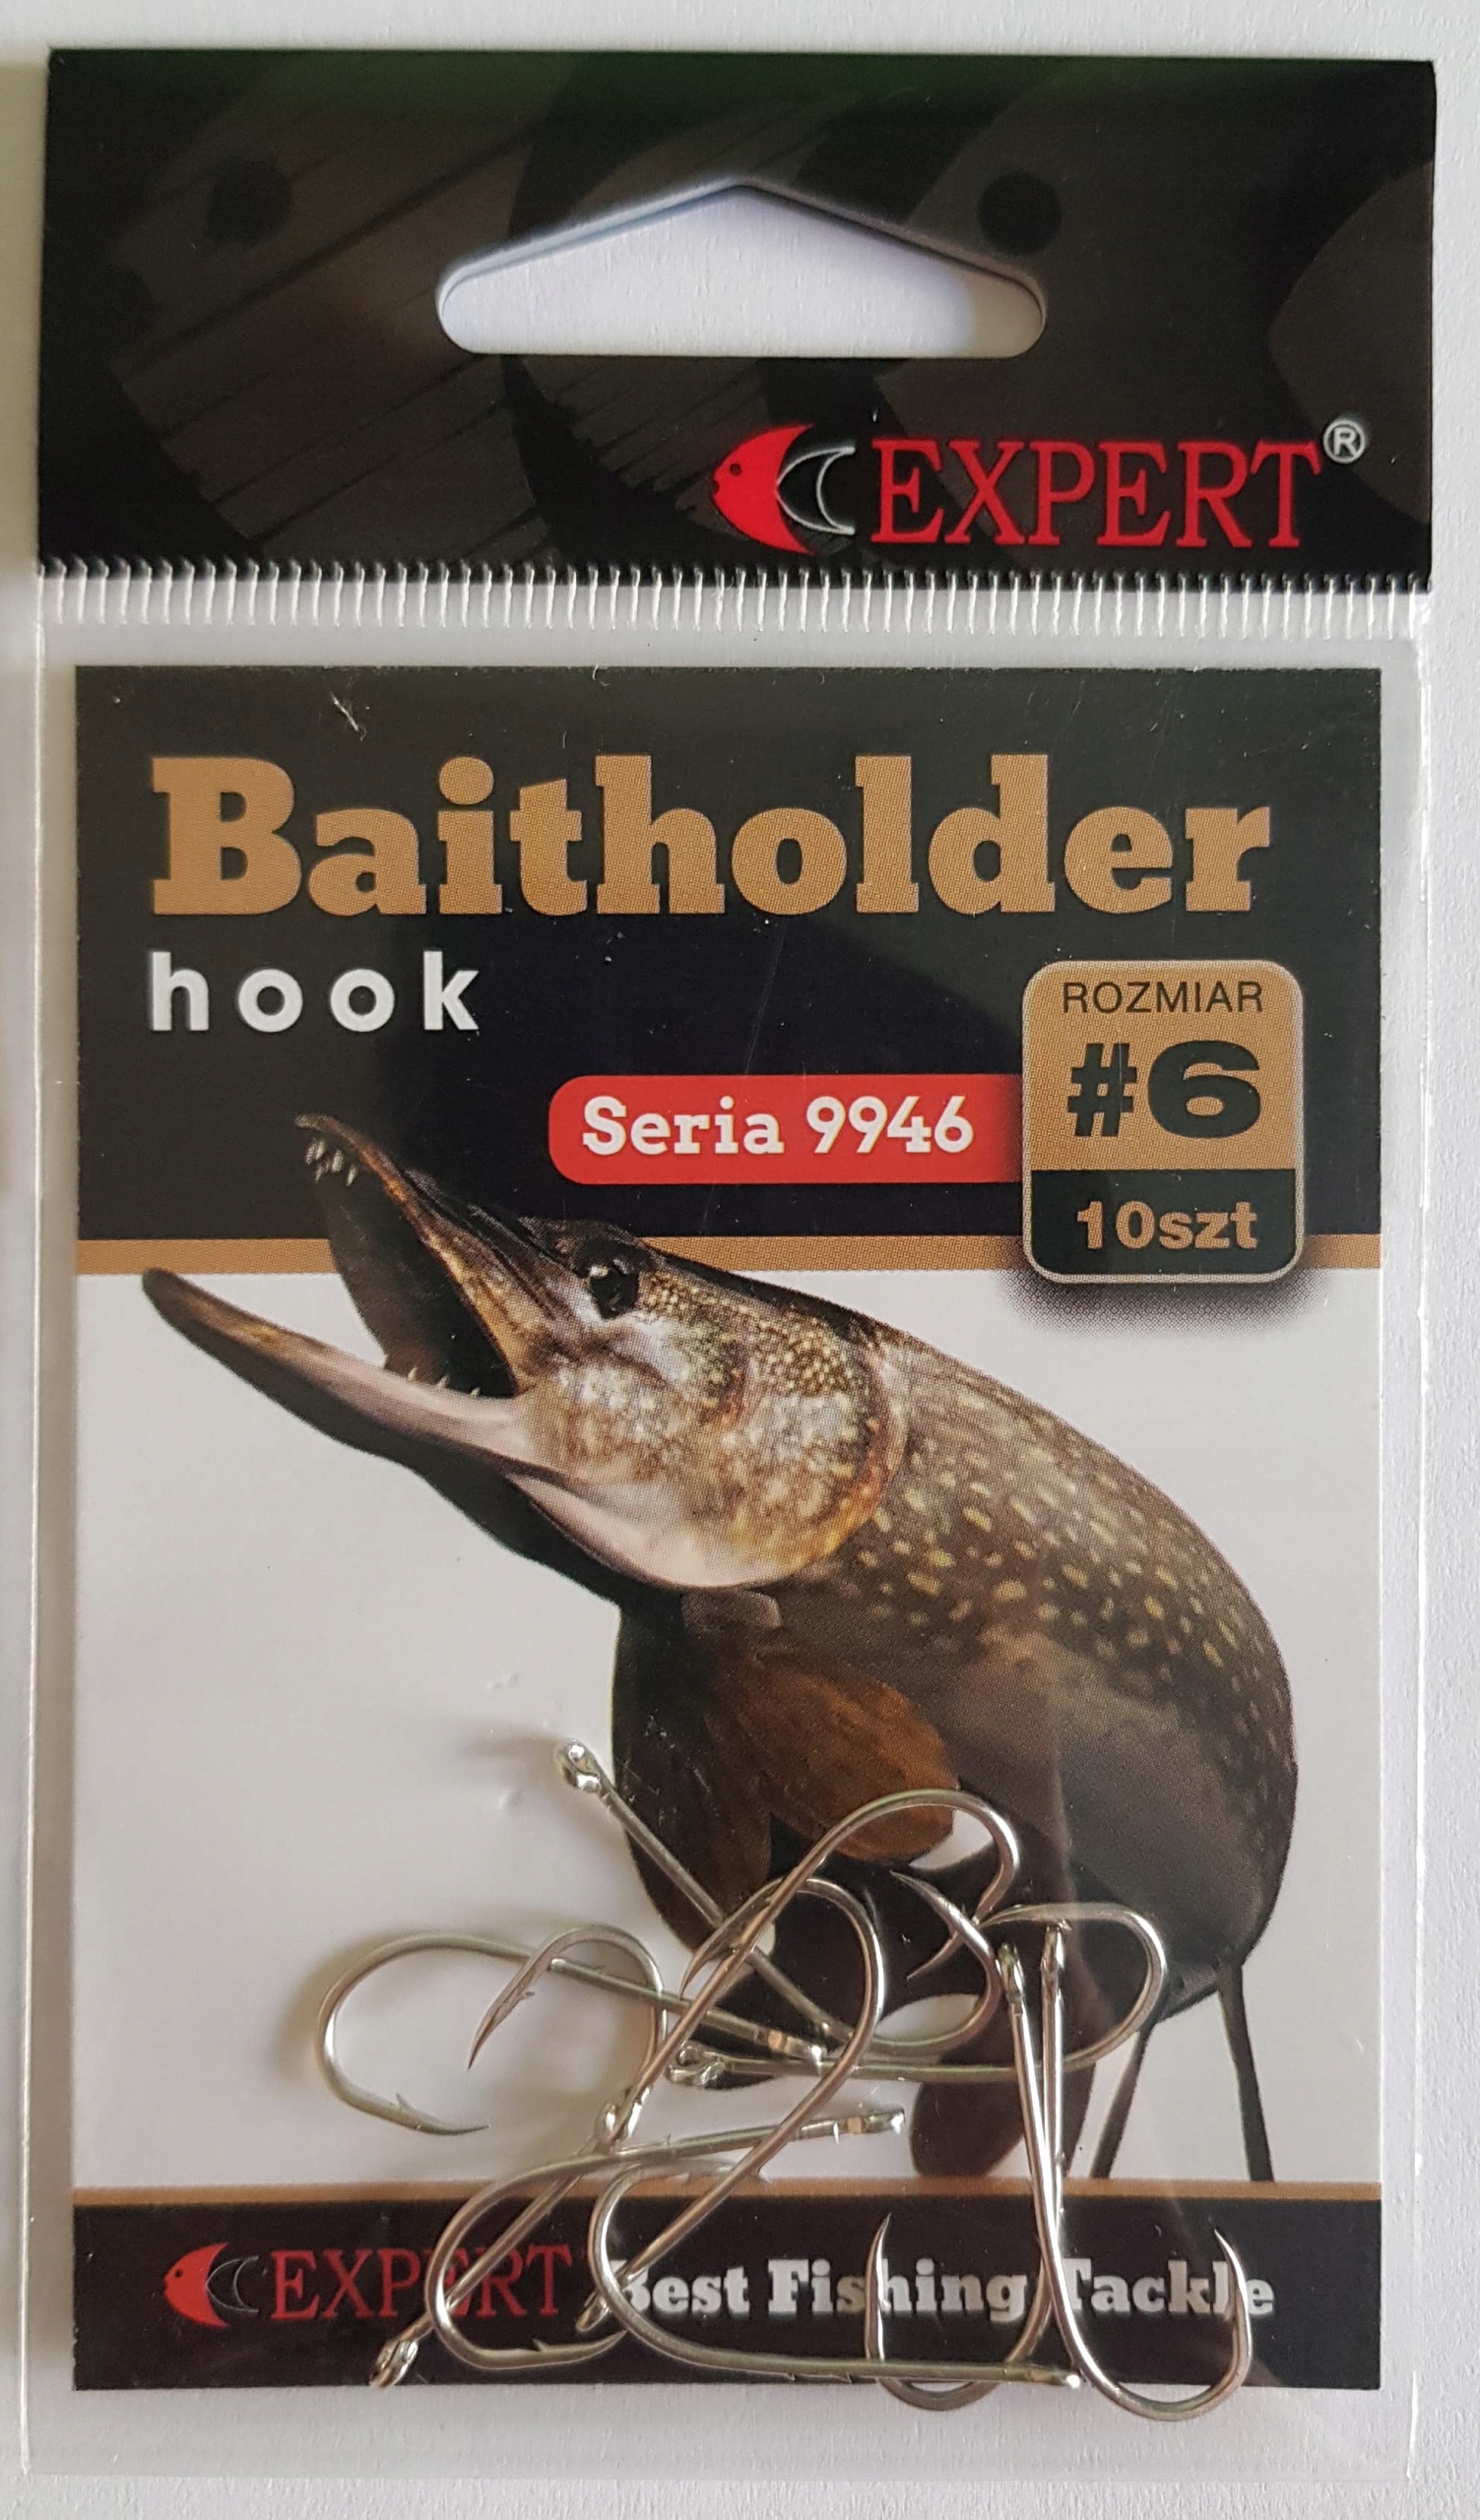 EXPERT®
Baitholder
hook
ROZMIAR
#6
Seria 9946
10szt
EXPERT Best Fishing Tackle